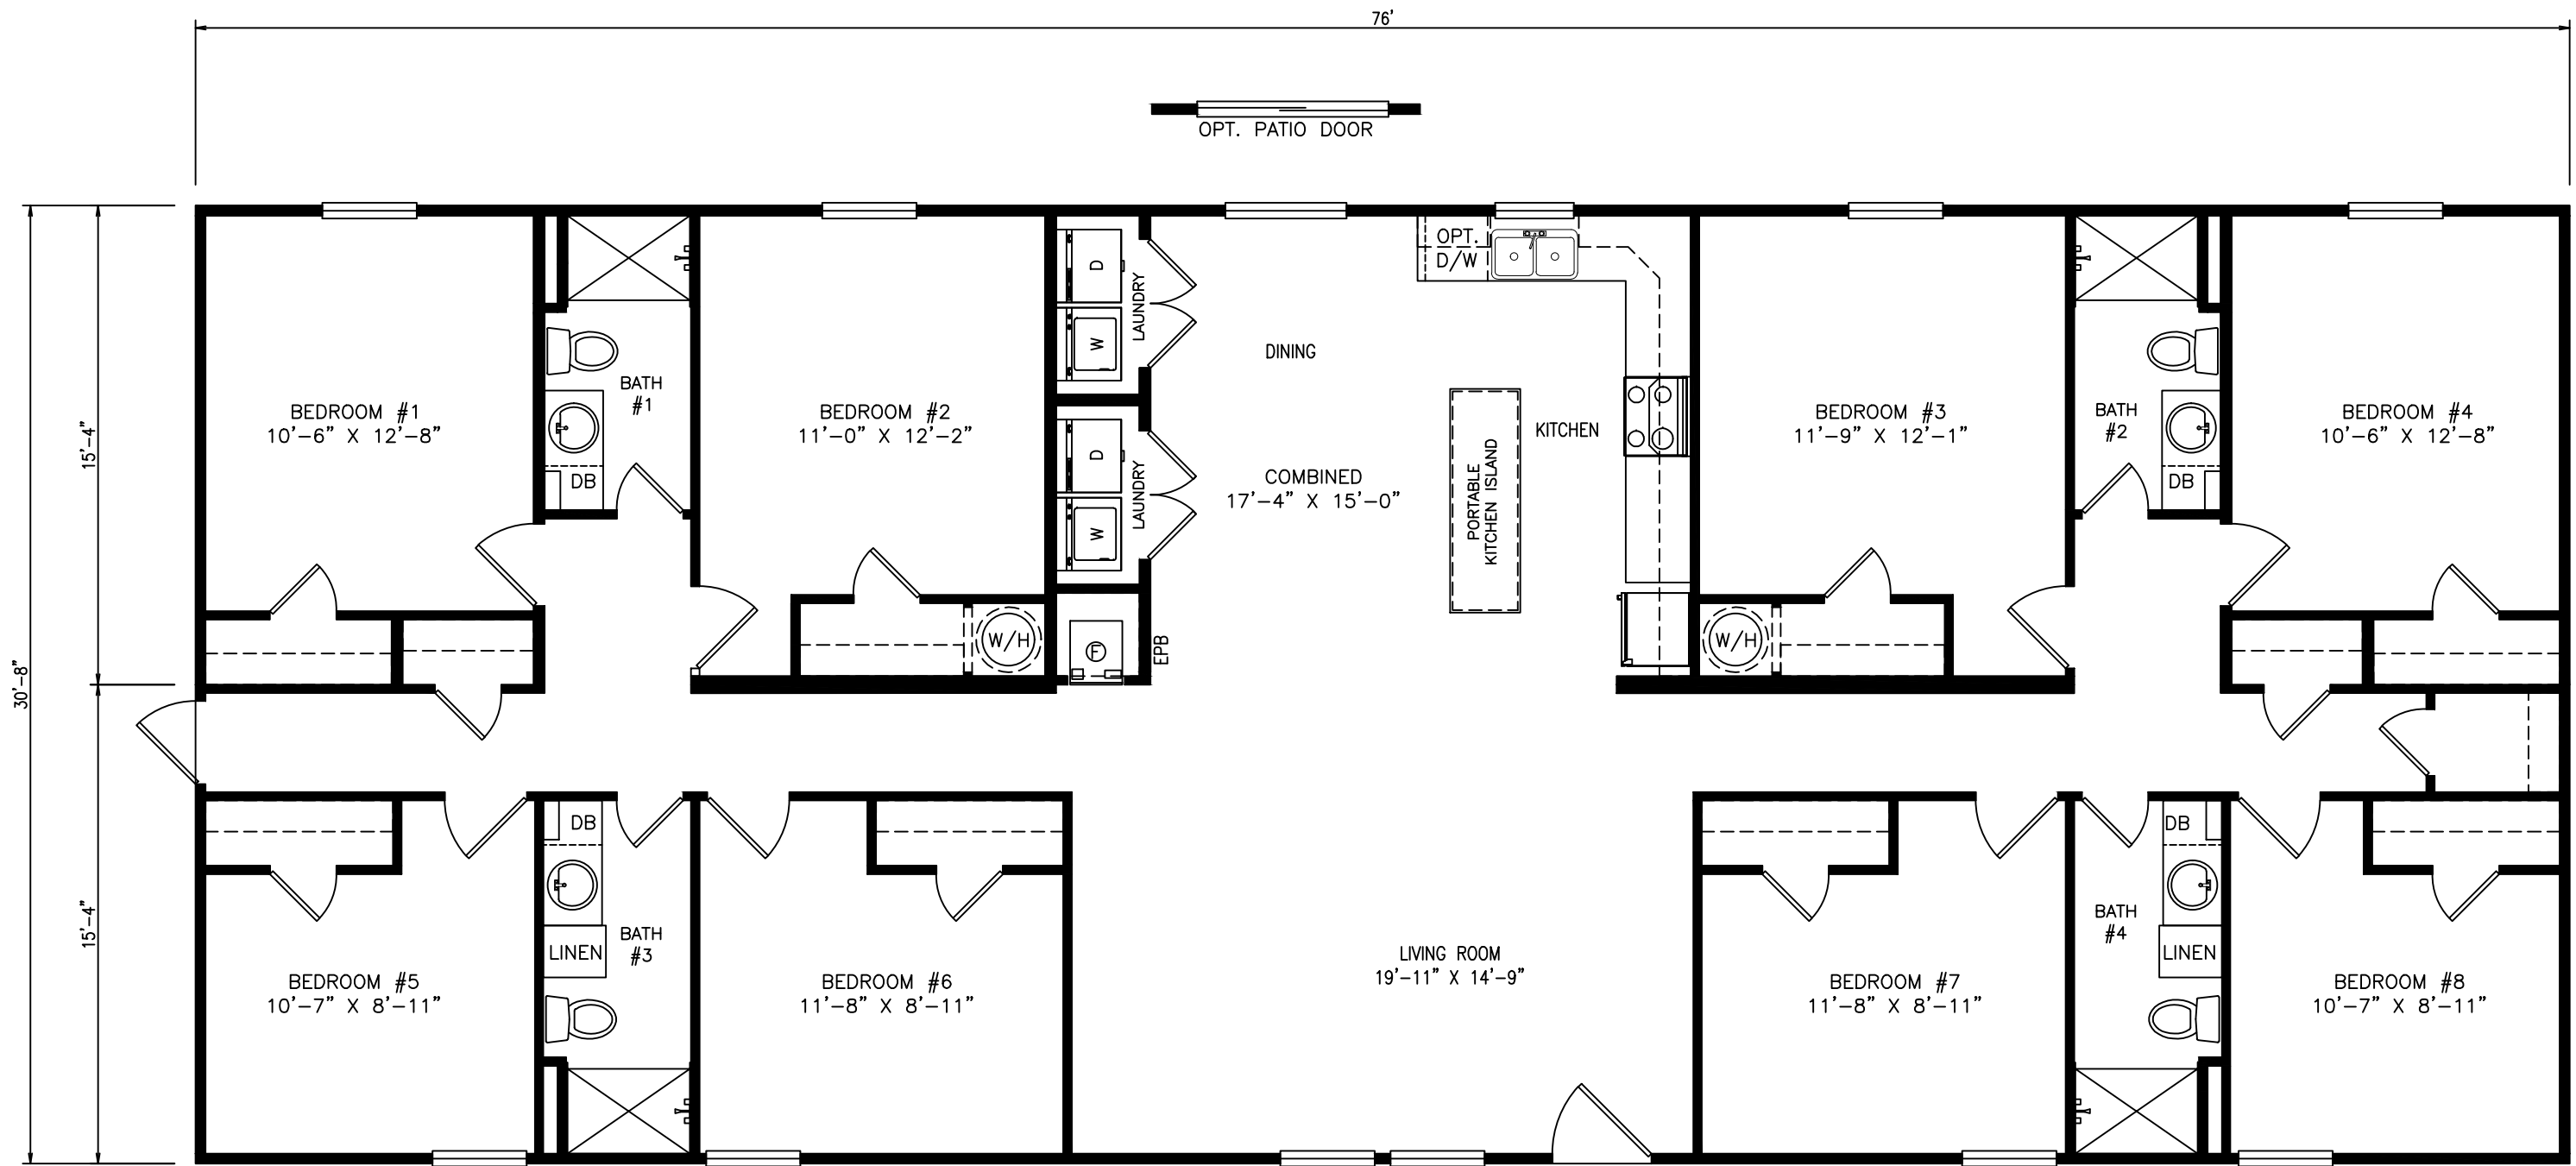 76'
OPT. PATIO DOOR
30'-8"
15'-4"
15'-4"
BEDROOM #1
10'-6" X 12'-8"
BATH
#1
DB
BEDROOM #2
11'-0" X 12'-2"
W/H
D
W
LAUNDRY
D
W
LAUNDRY
F
EPB
DINING
COMBINED
17'-4" X 15'-0"
OPT.
D/W
PORTABLE
KITCHEN ISLAND
KITCHEN
BEDROOM #3
11'-9" X 12'-1"
W/H
BATH
#2
DB
BEDROOM #4
10'-6" X 12'-8"
BEDROOM #5
10'-7" X 8'-11"
DB
LINEN
BATH
#3
BEDROOM #6
11'-8" X 8'-11"
LIVING ROOM
19'-11" X 14'-9"
BEDROOM #7
11'-8" X 8'-11"
BATH
#4
DB
LINEN
BEDROOM #8
10'-7" X 8'-11"